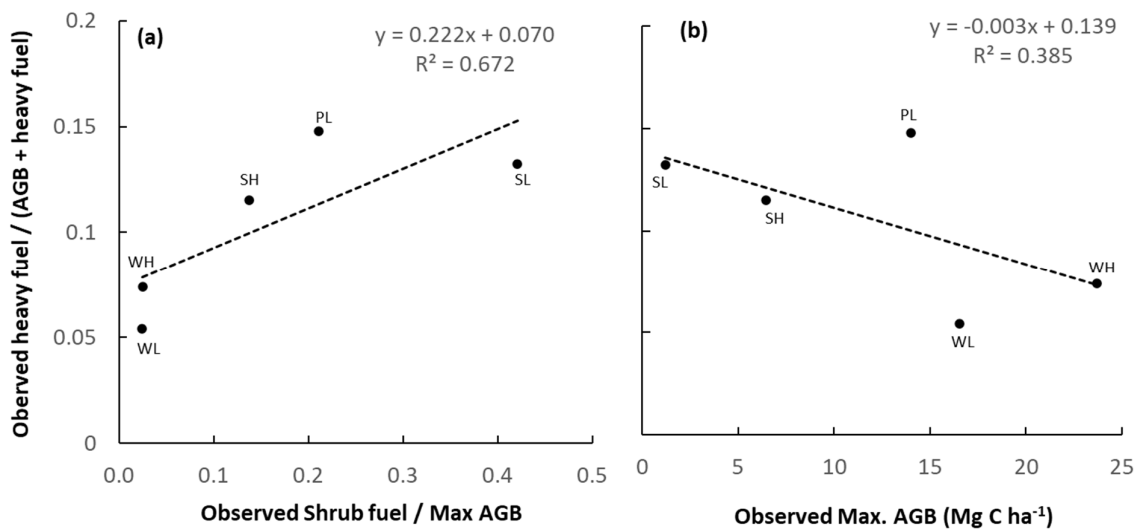 Oberved heavy fuel / (AGB + heavy fuel)
0.2
0.15
0.1
0.05
0
(a)
y = 0.222x + 0.070
R² = 0.672
PL
SH
SL
WH
WL
0.0 0.1 0.2 0.3 0.4 0.5
Observed Shrub fuel / Max AGB
(b)
y = -0.003x + 0.139
R² = 0.385
PL
SL
SH
WH
WL
0 5 10 15 20 25
Observed Max. AGB (Mg C ha⁻¹)